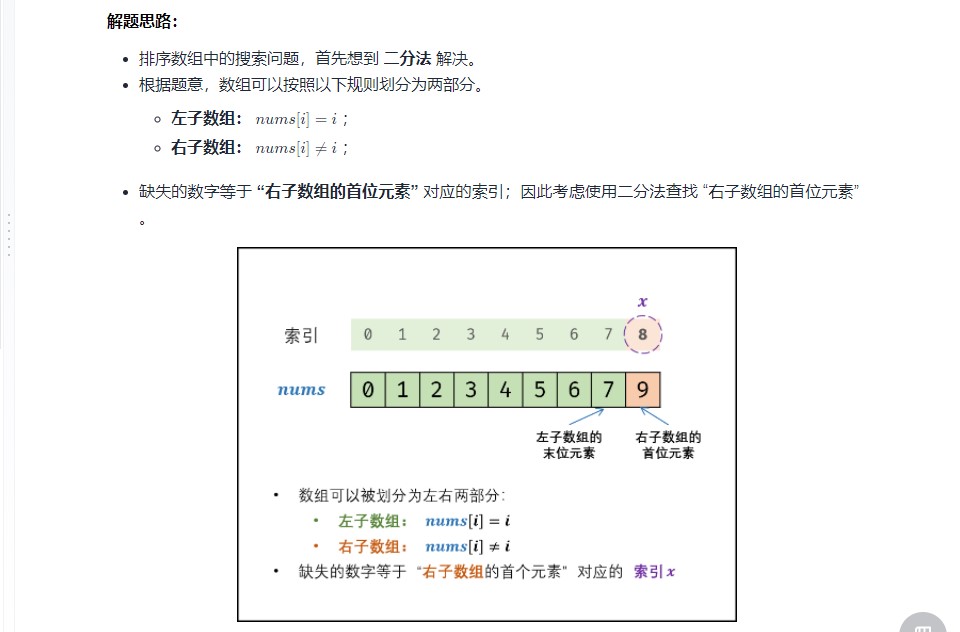 解题思路：
• 排序数组中的搜索问题，首先想到 二分法 解决。
• 根据题意，数组可以按照以下规则划分为两部分。
◦ 左子数组： nums[i] = i ；
◦ 右子数组： nums[i] ≠ i ；
• 缺失的数字等于 “右子数组的首位元素” 对应的索引；因此考虑使用二分法查找 “右子数组的首位元素”
。
x
索引 0 1 2 3 4 5 6 7 8
nums 0 1 2 3 4 5 6 7 9
左子数组的 右子数组的
末位元素 首位元素
• 数组可以被划分为左右两部分：
• 左子数组： nums[i] = i
• 右子数组： nums[i] ≠ i
• 缺失的数字等于 “右子数组的首个元素” 对应的 索引 x